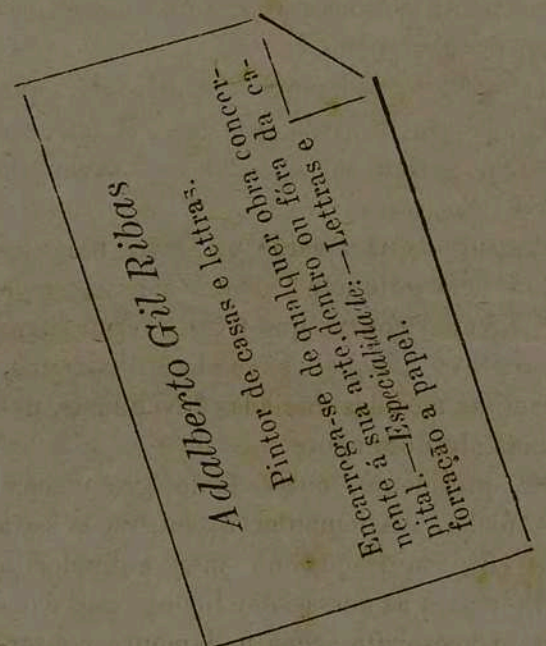 Adalberto Gil Ribas
Pintor de casas e lettras.
Encarrega-se de qualquer obra concer-
nente á sua arte, dentro ou fóra da ca-
pital.—Especialidade:—Lettras e
forração a papel.